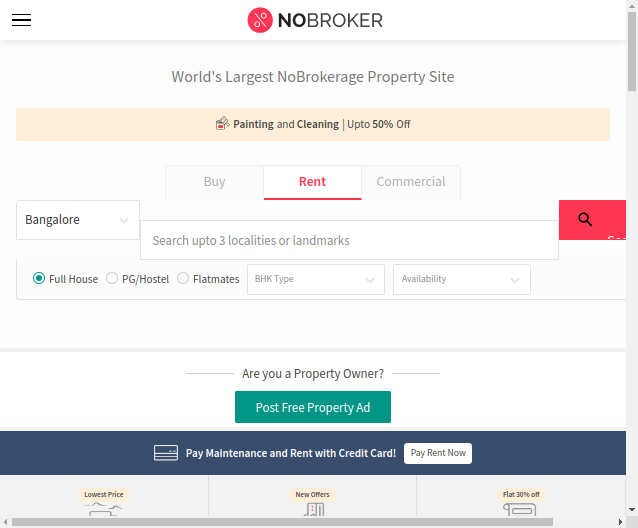 NOBROKER
World's Largest NoBrokerage Property Site
Painting and Cleaning | Upto 50% Off
Buy
Rent
Commercial
Bangalore
Search upto 3 localities or landmarks
Full House
PG/Hostel
Flatmates
BHK Type
Availability
Are you a Property Owner?
Post Free Property Ad
Pay Maintenance and Rent with Credit Card!
Pay Rent Now
Lowest Price
New Offers
Flat 30% off